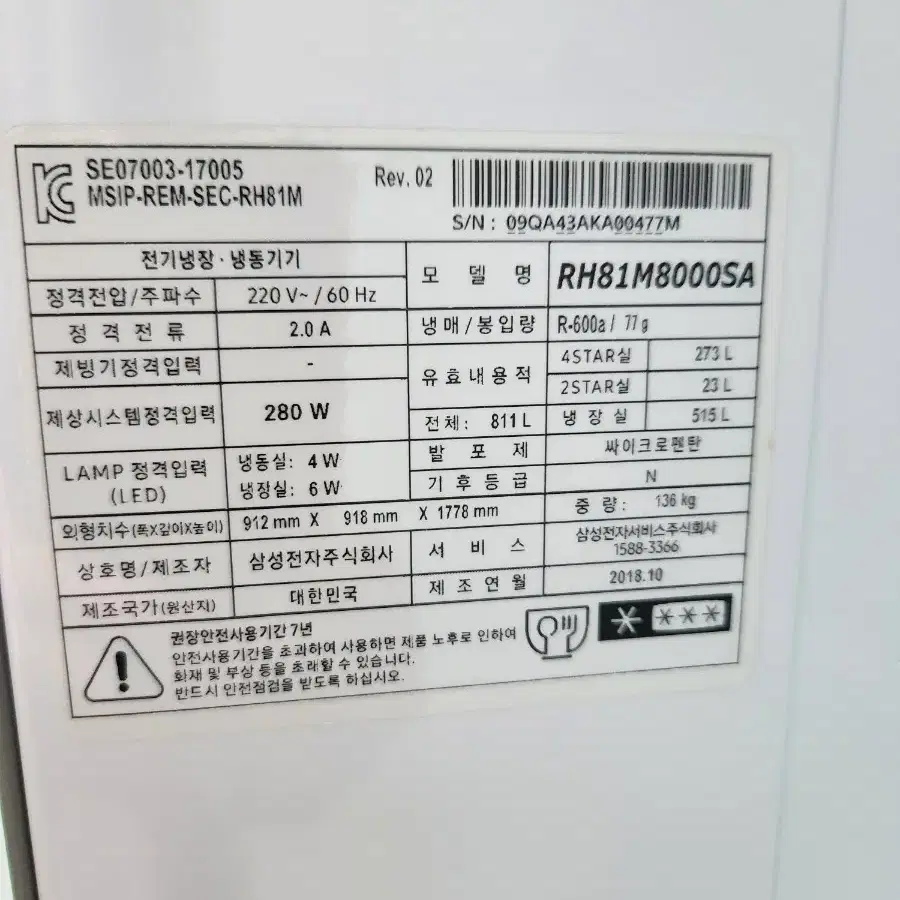 SE07003-17005
MSIP-REM-SEC-RH81M
Rev. 02
S/N : 09QA43AKA00477M
전기냉장·냉동기기
모 델 명 RH81M8000SA
정격전압/주파수 220 V~ / 60 Hz
정 격 전 류 2.0 A
냉매/봉입량 R-600a / 77 g
제빙기정격입력 -
유효내용적 4STAR실 273 L
2STAR실 23 L
전체: 811 L 냉 장 실 515 L
제상시스템정격입력 280 W
발 포 제 싸이크로펜탄
LAMP 정격입력
(LED)
냉동실: 4 W
냉장실: 6 W
기 후 등 급 N
외형치수(폭X깊이X높이) 912 mm X 918 mm X 1778 mm
중 량 : 136 kg
상호명/제조자 삼성전자주식회사
서 비 스 삼성전자서비스주식회사
1588-3366
제조국가(원산지) 대한민국
제 조 연 월 2018.10
권장안전사용기간 7년
안전사용기간을 초과하여 사용하면 제품 노후로 인하여
화재 및 부상 등을 초래할 수 있습니다.
반드시 안전점검을 받도록 하십시오.